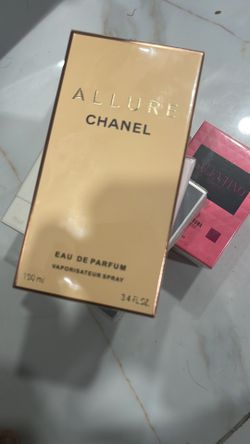 ALLURE
CHANEL
EAU DE PARFUM
VAPORISATEUR SPRAY
100 ml
3.4 FL.OZ